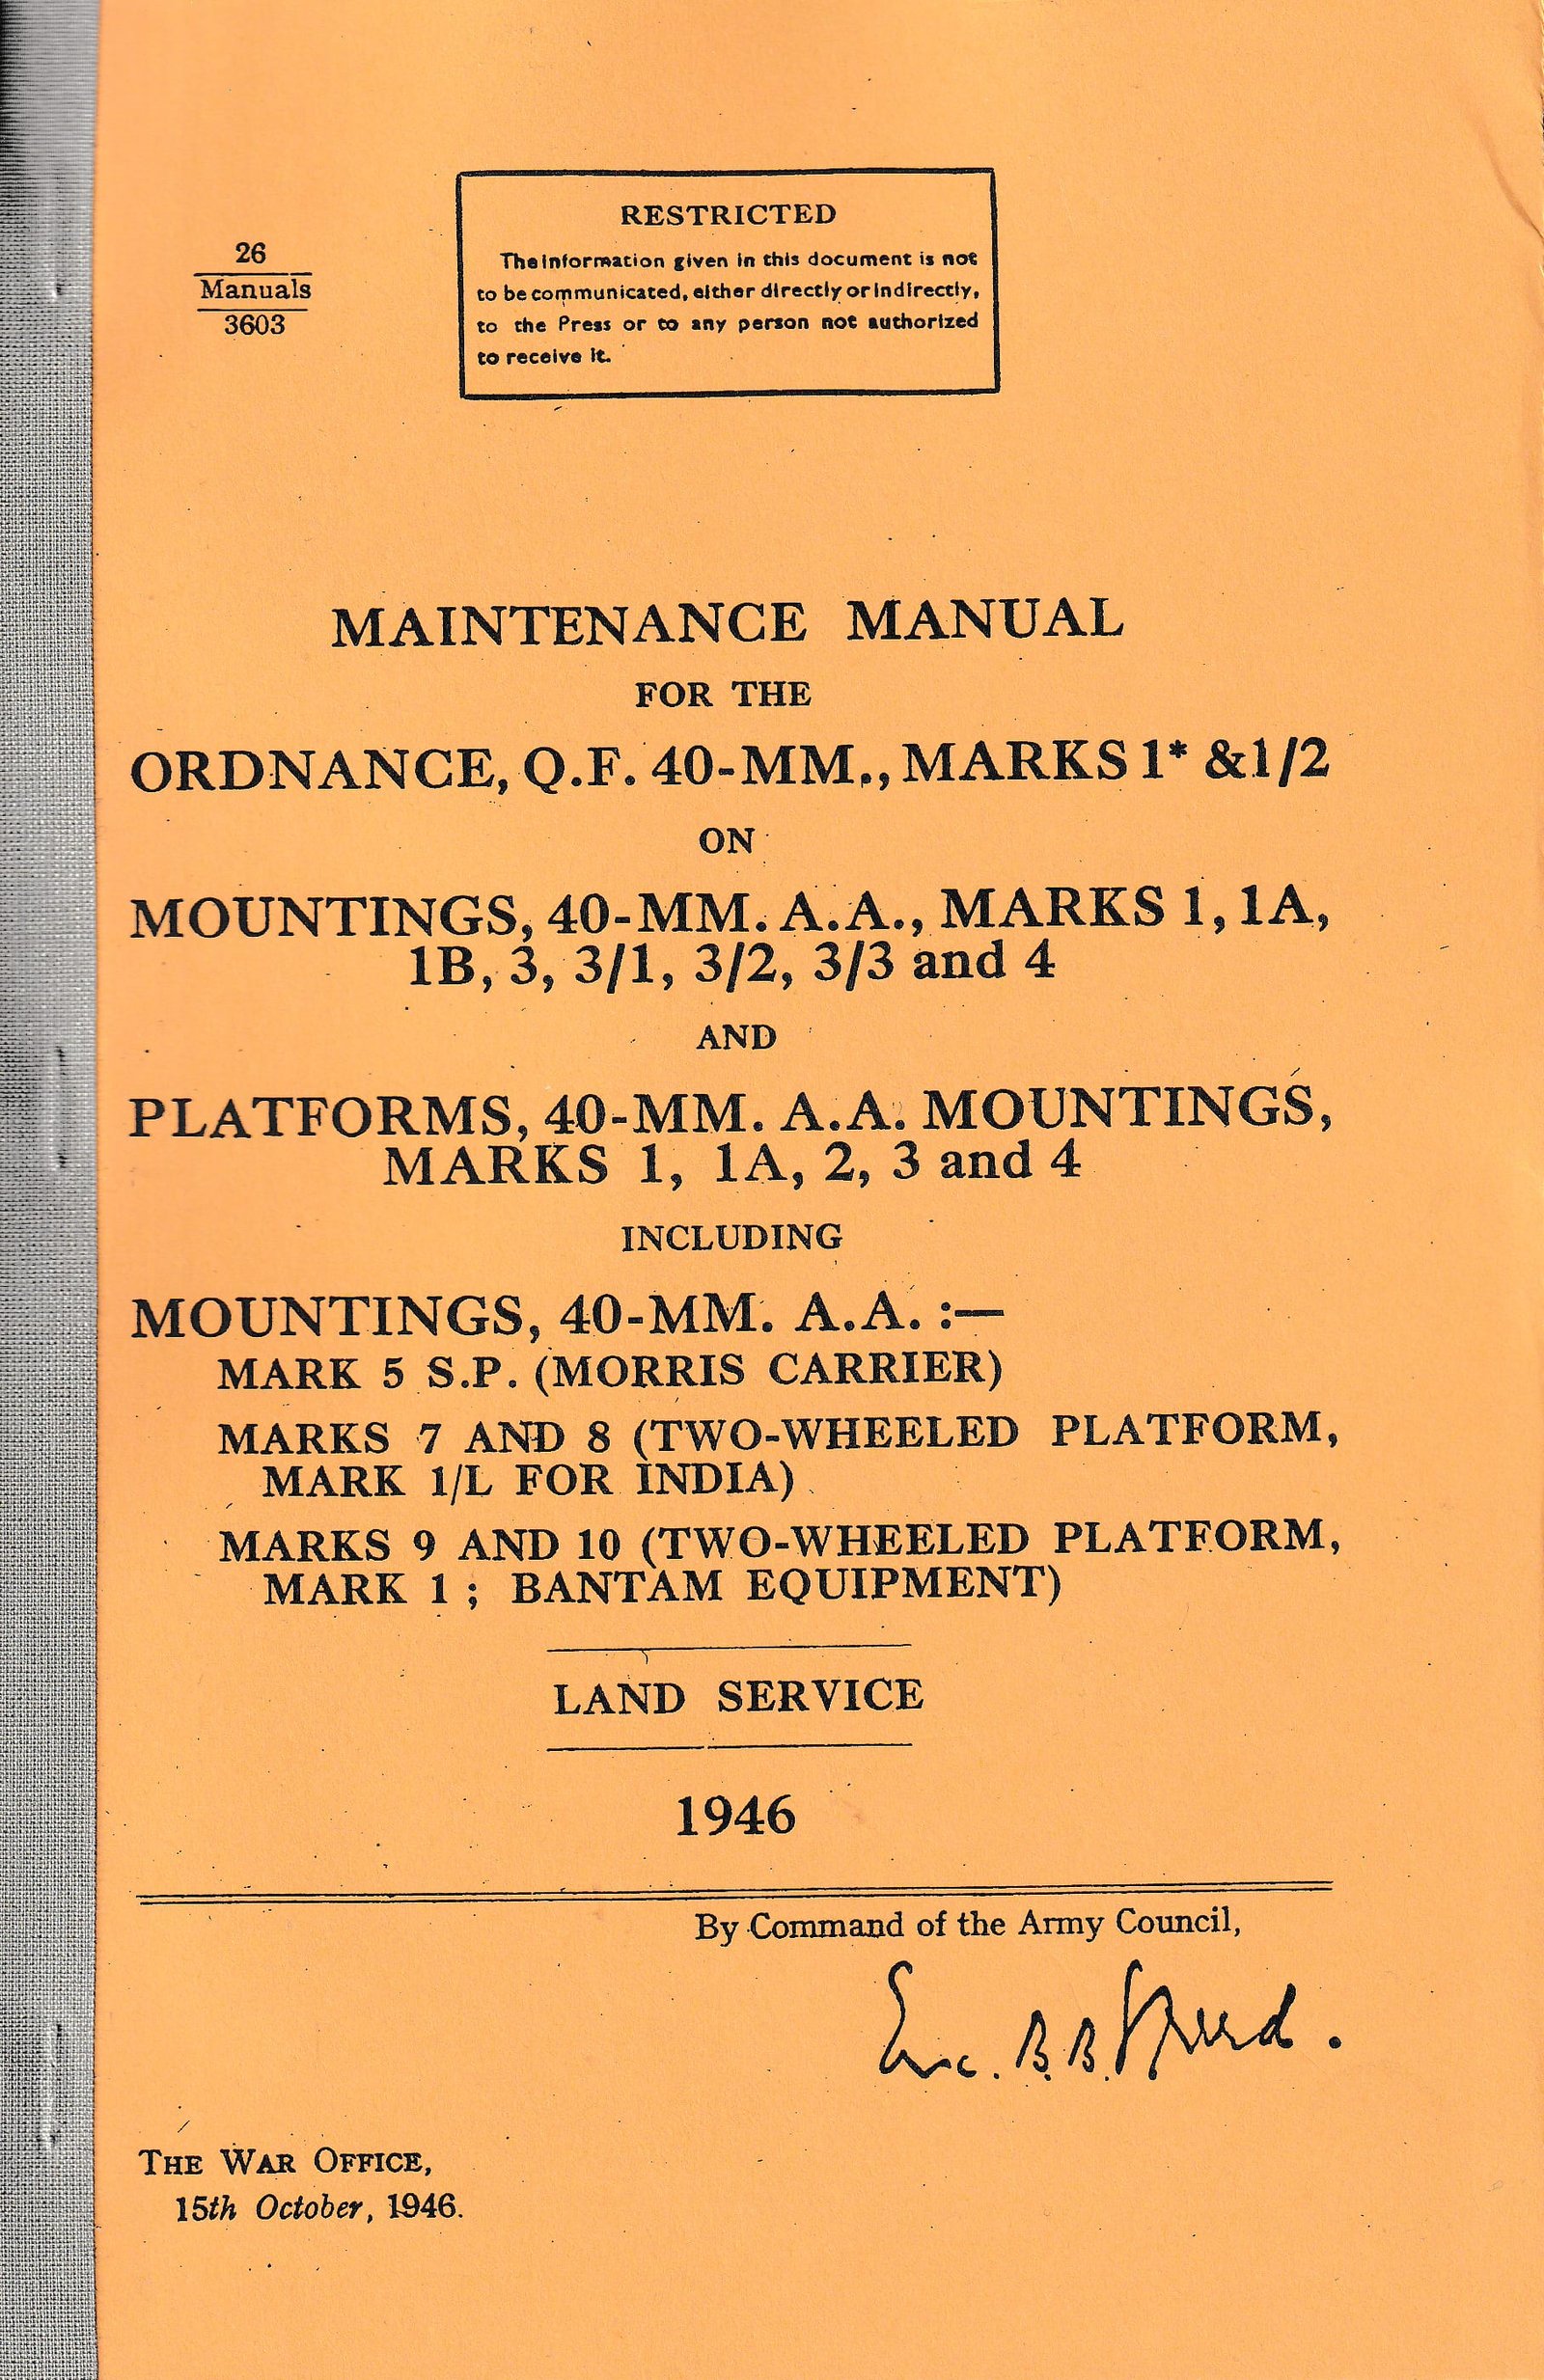 26
Manuals
3603
RESTRICTED
The information given in this document is not
to be communicated, either directly or indirectly,
to the Press or to any person not authorized
to receive it.
MAINTENANCE MANUAL
FOR THE
ORDNANCE, Q.F. 40-MM., MARKS 1* &1/2
ON
MOUNTINGS, 40-MM. A.A., MARKS 1, 1A,
1B, 3, 3/1, 3/2, 3/3 and 4
AND
PLATFORMS, 40-MM. A.A. MOUNTINGS,
MARKS 1, 1A, 2, 3 and 4
INCLUDING
MOUNTINGS, 40-MM. A.A. :—
MARK 5 S.P. (MORRIS CARRIER)
MARKS 7 AND 8 (TWO-WHEELED PLATFORM,
MARK 1/L FOR INDIA)
MARKS 9 AND 10 (TWO-WHEELED PLATFORM,
MARK 1 ; BANTAM EQUIPMENT)
LAND SERVICE
1946
By Command of the Army Council,
Eric. B.B. Speed.
THE WAR OFFICE,
15th October, 1946.